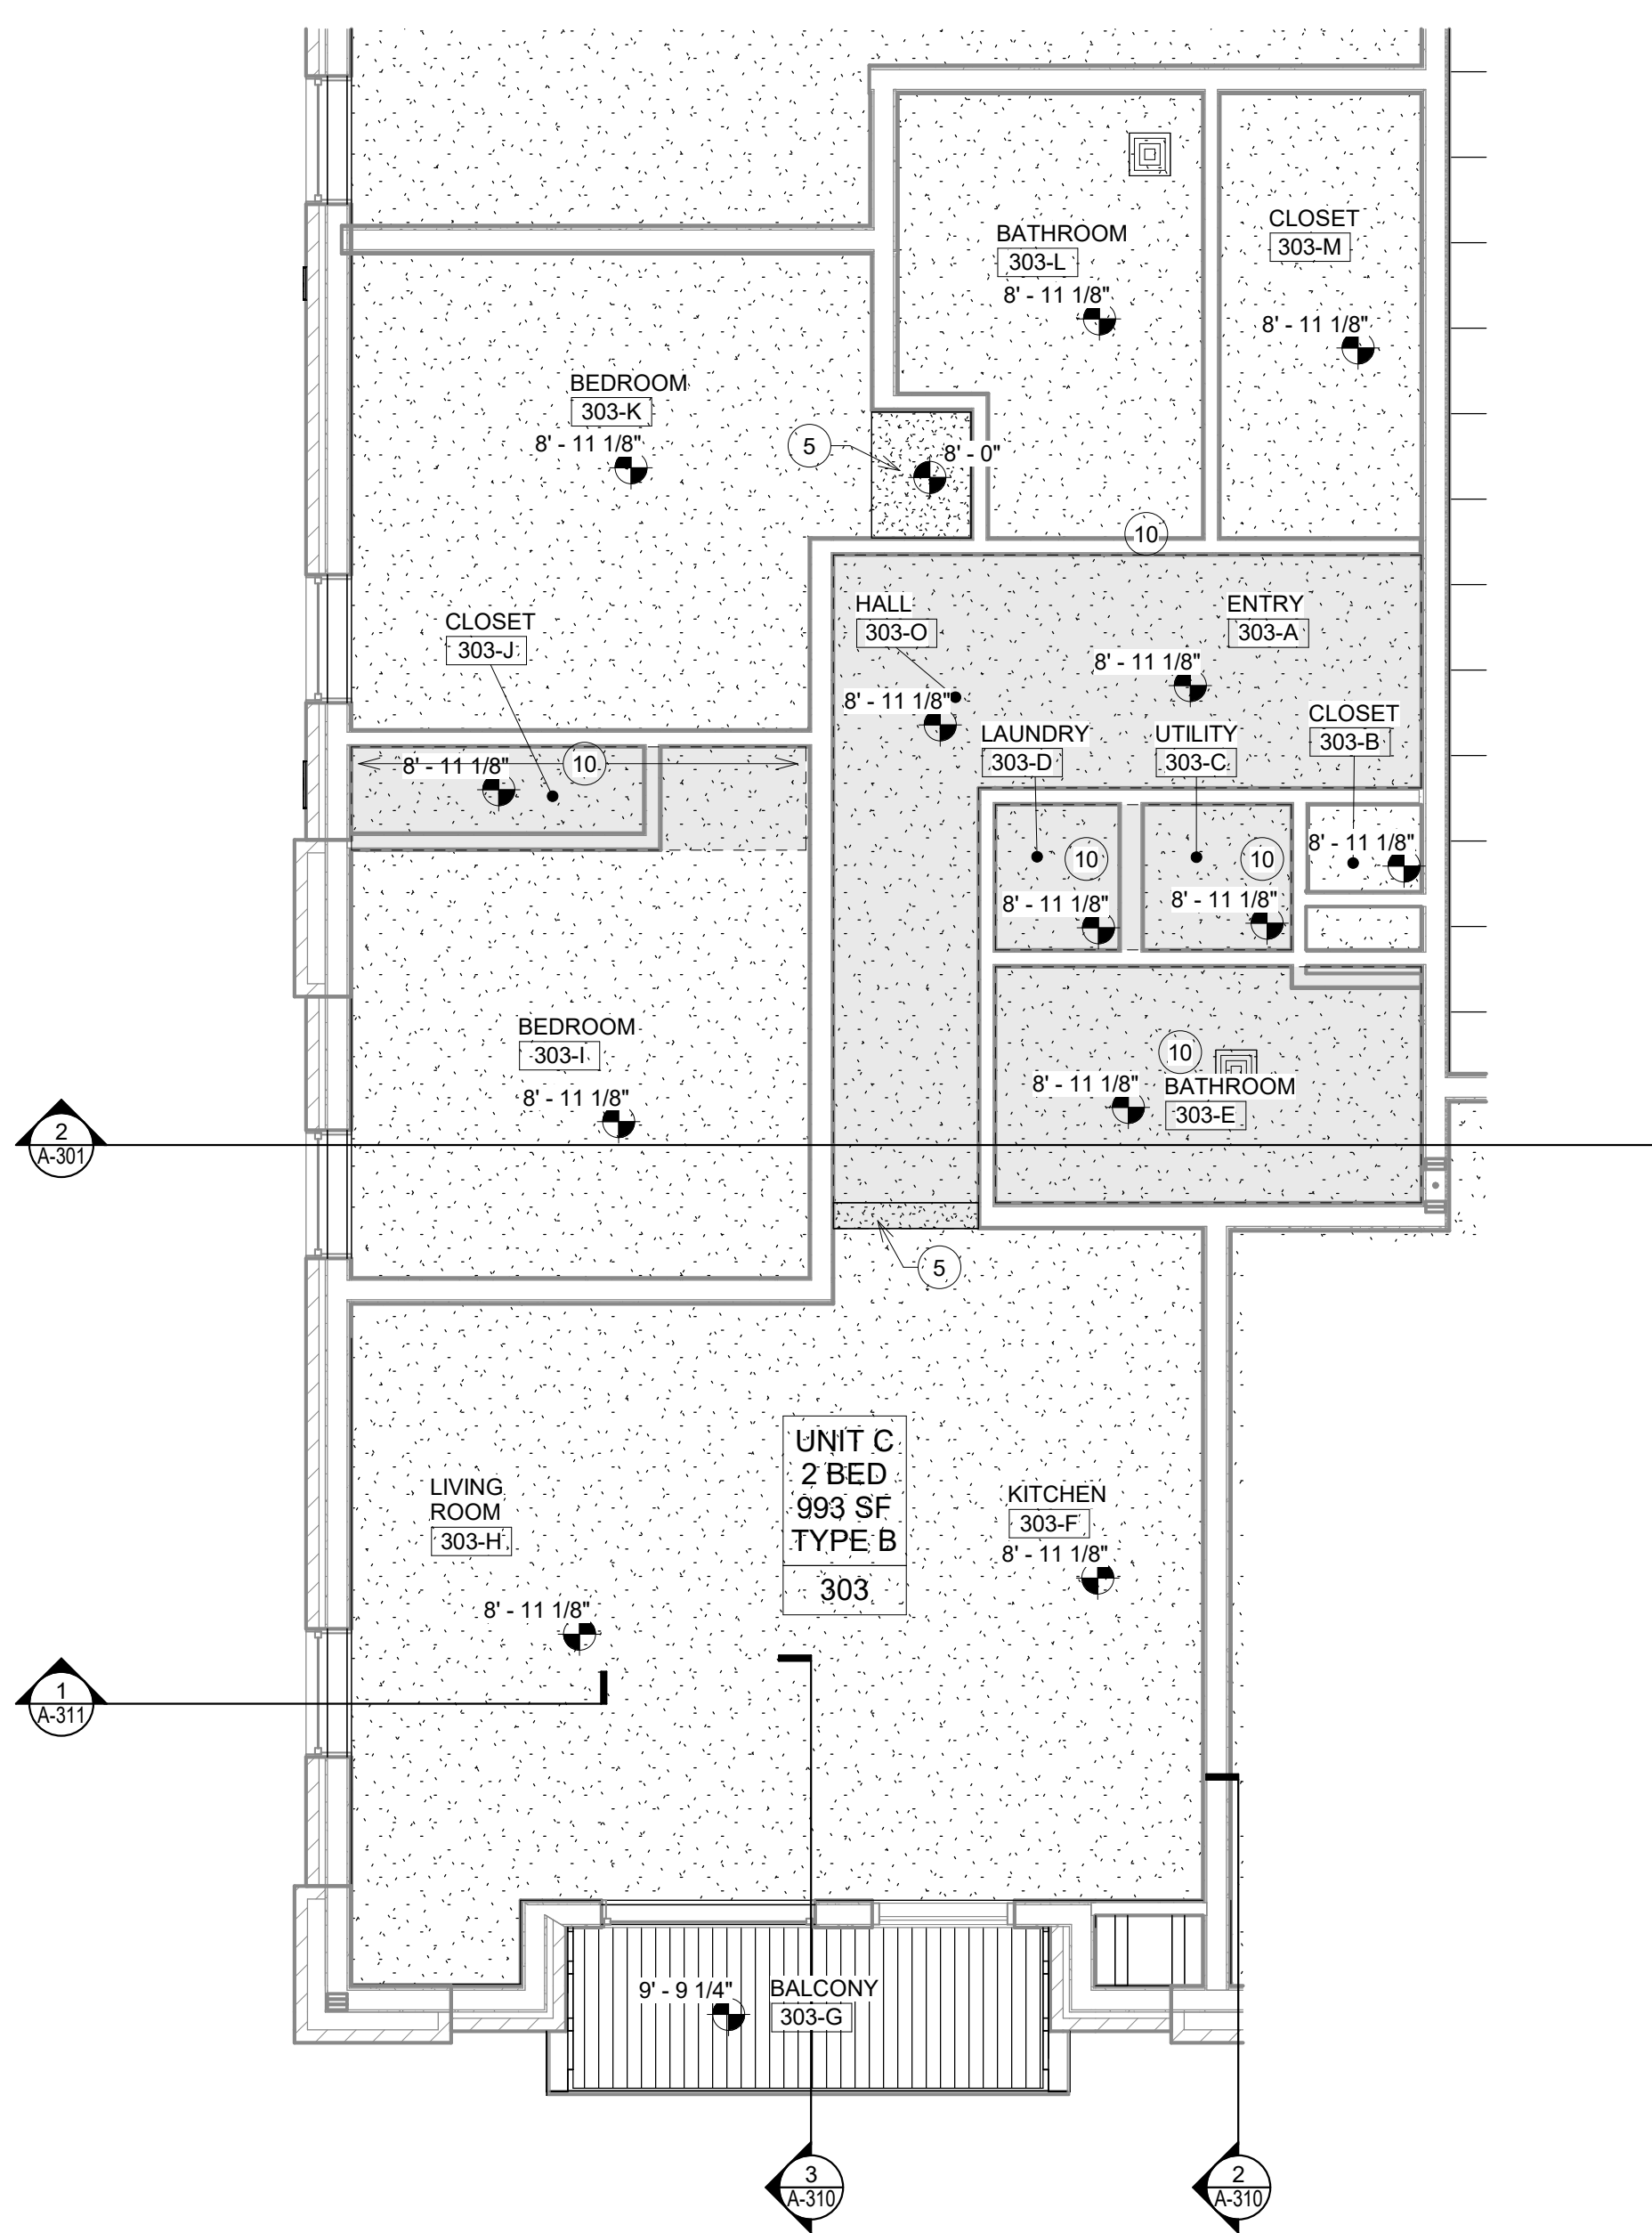 BATHROOM
303-L
8' - 11 1/8"
CLOSET
303-M
8' - 11 1/8"
BEDROOM
303-K
8' - 11 1/8"
5
8' - 0"
10
HALL
303-O
8' - 11 1/8"
ENTRY
303-A
8' - 11 1/8"
CLOSET
303-J
8' - 11 1/8"
10
LAUNDRY
303-D
10
8' - 11 1/8"
UTILITY
303-C
10
8' - 11 1/8"
CLOSET
303-B
8' - 11 1/8"
BEDROOM
303-I
8' - 11 1/8"
10
8' - 11 1/8"
BATHROOM
303-E
2
A-301
5
UNIT C
2 BED
993 SF
TYPE B
303
LIVING
ROOM
303-H
8' - 11 1/8"
KITCHEN
303-F
8' - 11 1/8"
1
A-311
9' - 9 1/4"
BALCONY
303-G
3
A-310
2
A-310